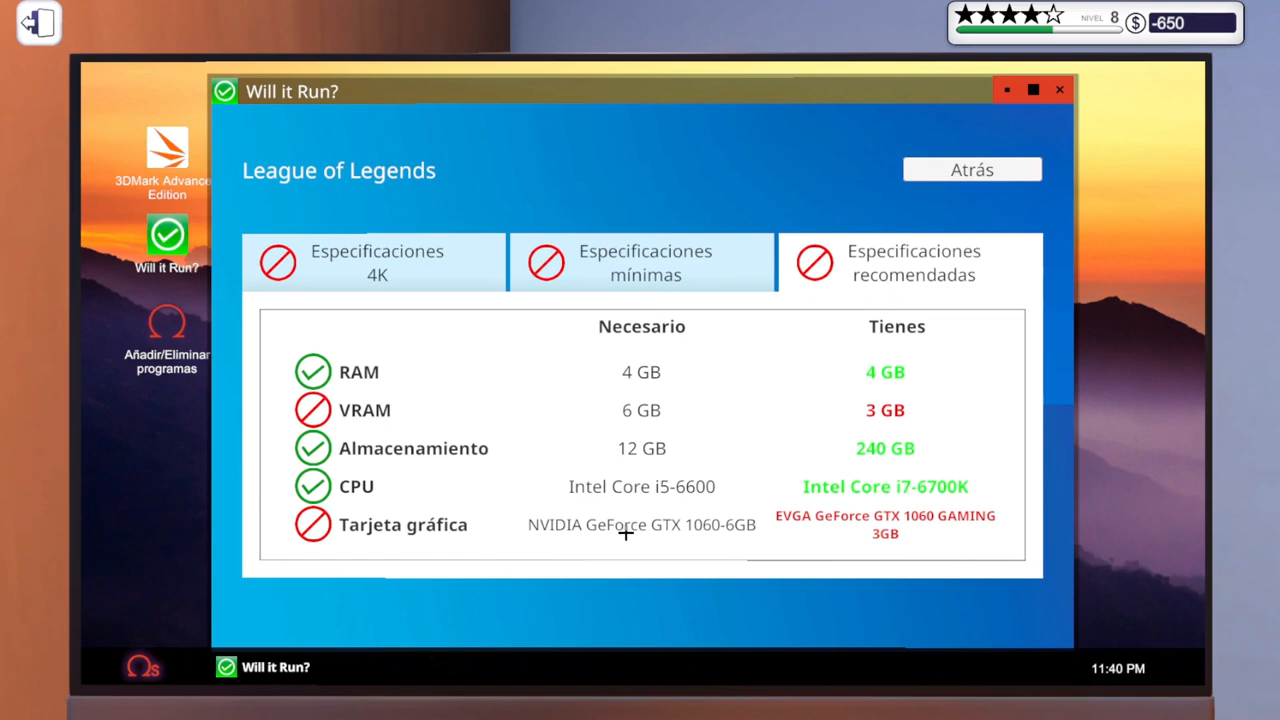 NIVEL 8
$ -650
Will it Run?
3DMark Advance
Edition
Will it Run?
Añadir/Eliminar
programas
League of Legends
Atrás
Especificaciones
4K
Especificaciones
mínimas
Especificaciones
recomendadas
Necesario Tienes
RAM 4 GB 4 GB
VRAM 6 GB 3 GB
Almacenamiento 12 GB 240 GB
CPU Intel Core i5-6600 Intel Core i7-6700K
Tarjeta gráfica NVIDIA GeForce GTX 1060-6GB EVGA GeForce GTX 1060 GAMING
3GB
Ωs
Will it Run?
11:40 PM